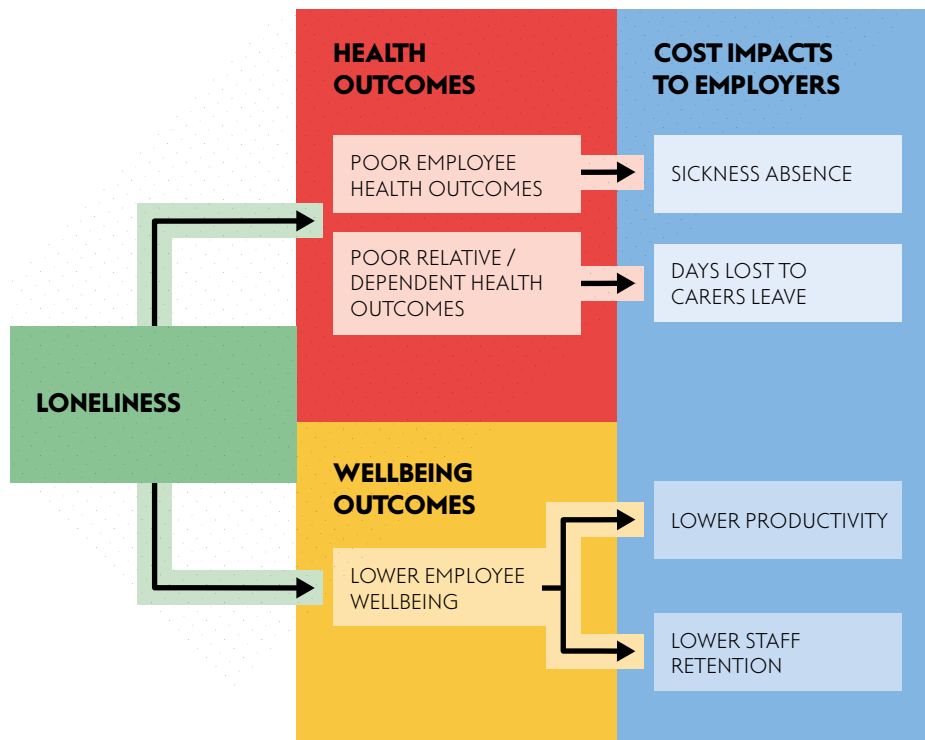 HEALTH
OUTCOMES
POOR EMPLOYEE
HEALTH OUTCOMES
POOR RELATIVE /
DEPENDENT HEALTH
OUTCOMES
COST IMPACTS
TO EMPLOYERS
SICKNESS ABSENCE
DAYS LOST TO
CARERS LEAVE
LONELINESS
WELLBEING
OUTCOMES
LOWER EMPLOYEE
WELLBEING
LOWER PRODUCTIVITY
LOWER STAFF
RETENTION